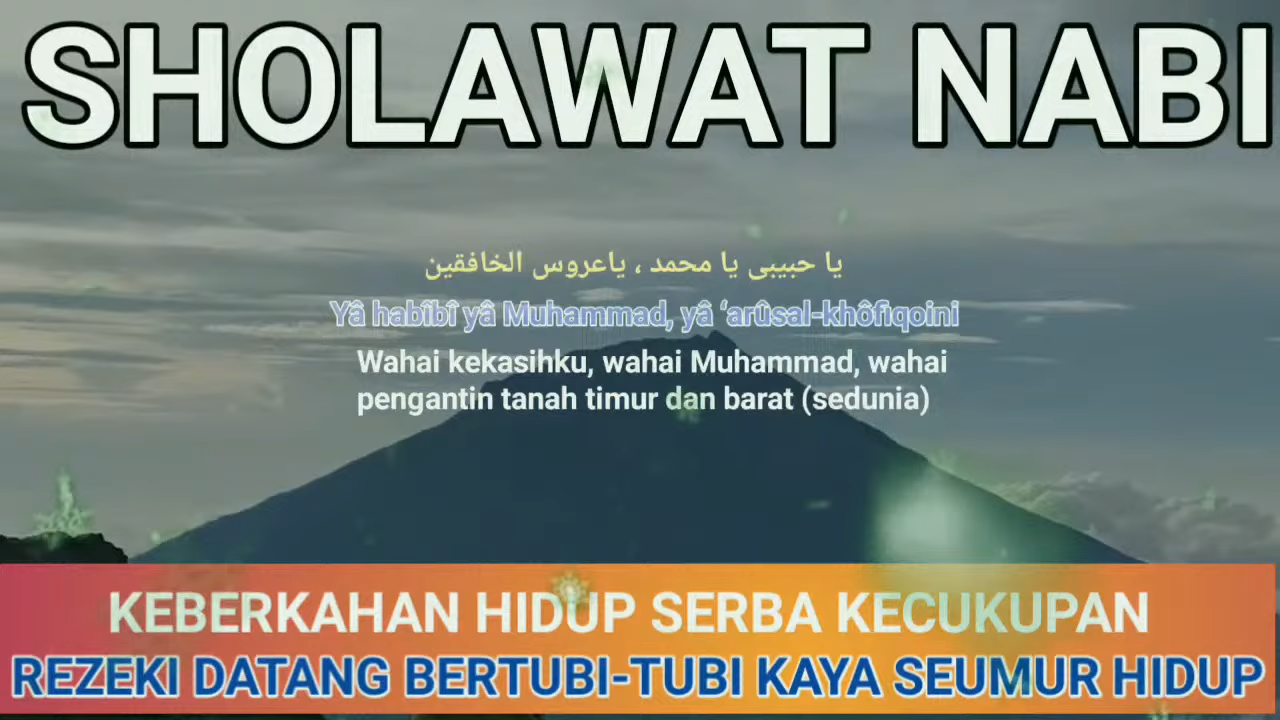 SHOLAWAT NABI
يا حبيبى يا محمد ، ياعروس الخافقين
Yâ habîbî yâ Muhammad, yâ ‘arûsal-khôfiqoini
Wahai kekasihku, wahai Muhammad, wahai
pengantin tanah timur dan barat (sedunia)
KEBERKAHAN HIDUP SERBA KECUKUPAN
REZEKI DATANG BERTUBI-TUBI KAYA SEUMUR HIDUP